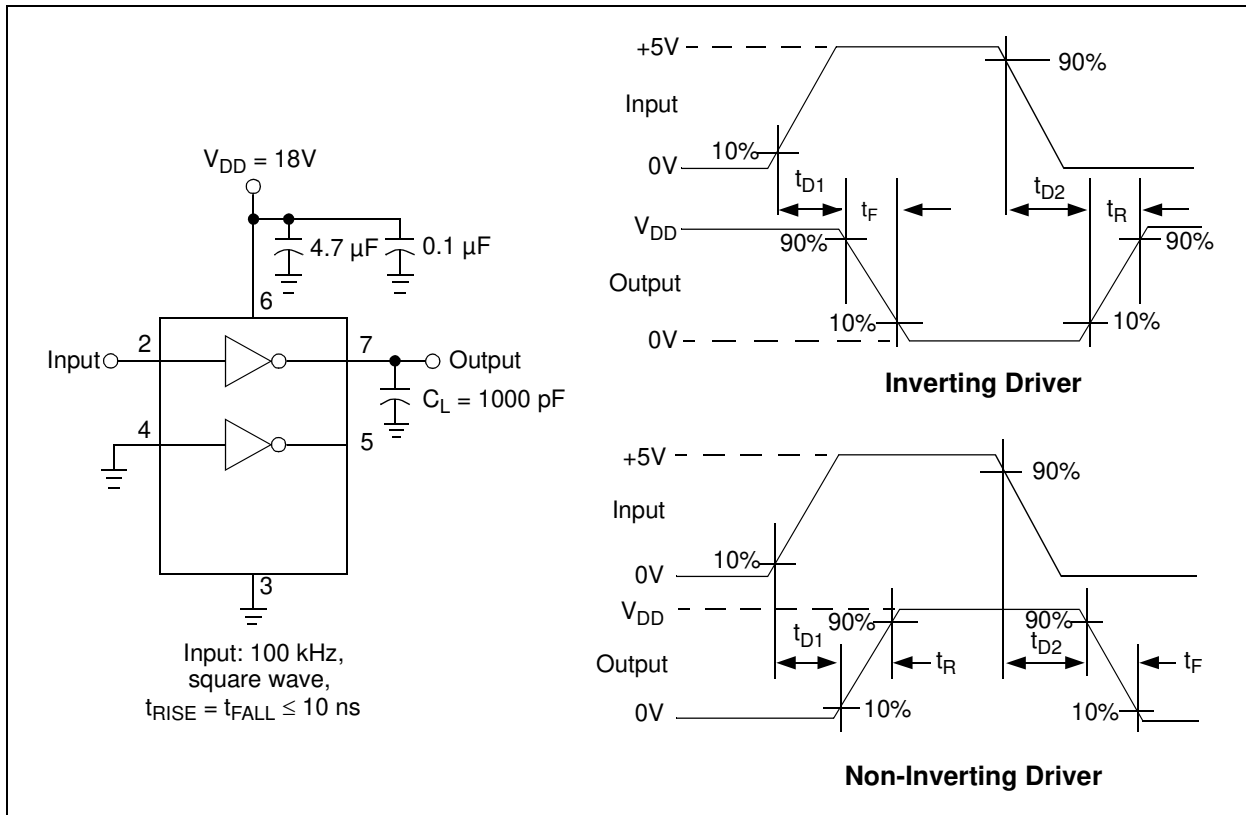 V_DD = 18V
4.7 µF
0.1 µF
6
Input
2
7
Output
C_L = 1000 pF
4
5
3
Input: 100 kHz,
square wave,
t_RISE = t_FALL ≤ 10 ns
+5V
90%
Input
10%
0V
t_D1
t_D2
t_F
t_R
V_DD
90%
90%
Output
10%
10%
0V
Inverting Driver
+5V
90%
Input
10%
0V
V_DD
90%
90%
t_D1
t_D2
Output
t_R
t_F
0V
10%
10%
Non-Inverting Driver